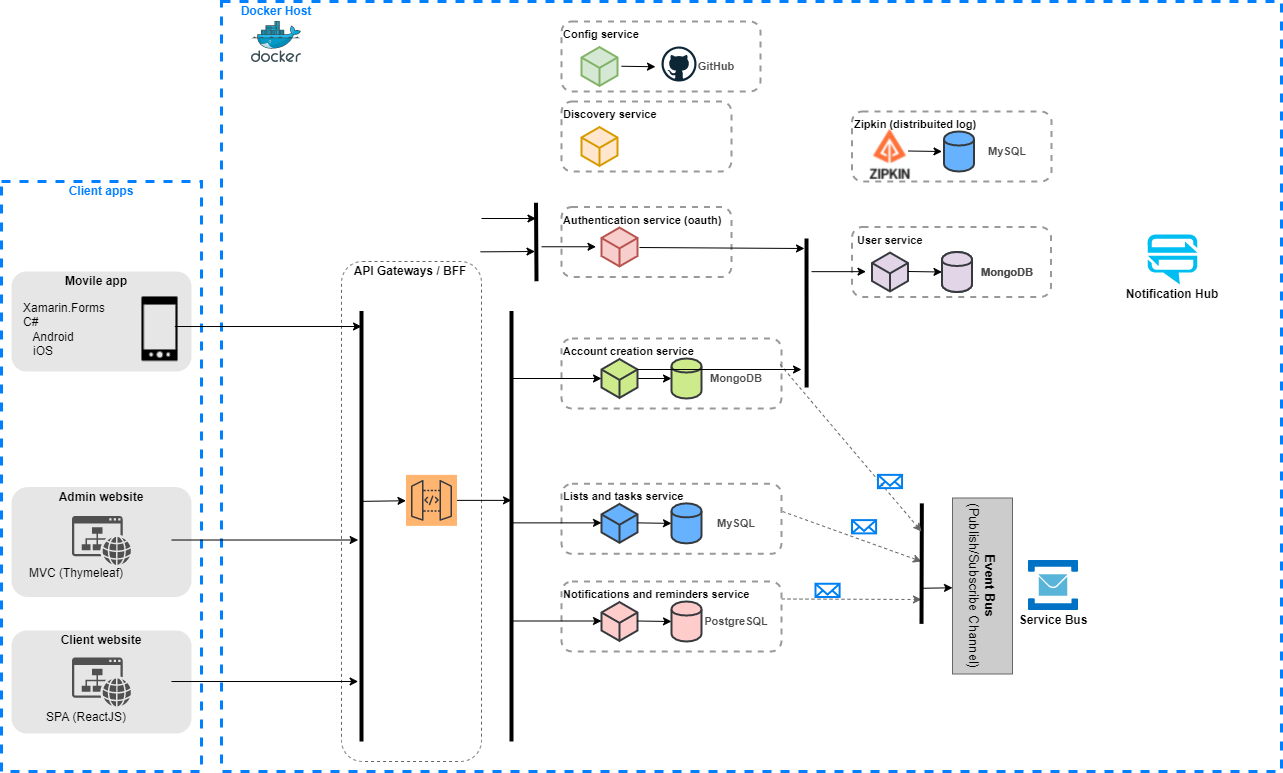 Docker Host
docker
Config service
GitHub
Discovery service
Zipkin (distribuited log)
ZIPKIN
MySQL
Client apps
Authentication service (oauth)
User service
MongoDB
Notification Hub
API Gateways / BFF
Movile app
Xamarin.Forms
C#
Android
iOS
Account creation service
MongoDB
Admin website
MVC (Thymeleaf)
</>
Lists and tasks service
MySQL
Event Bus
(Publish/Subscribe Channel)
Service Bus
Notifications and reminders service
PostgreSQL
Client website
SPA (ReactJS)